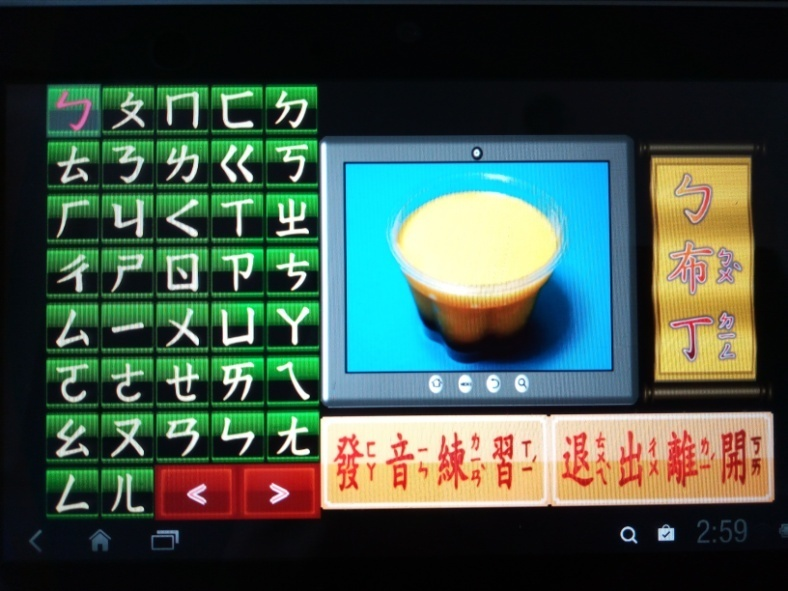 ㄅ ㄆ ㄇ ㄈ ㄉ
ㄊ ㄋ ㄌ ㄍ ㄎ
ㄏ ㄐ ㄑ ㄒ ㄓ
ㄔ ㄕ ㄖ ㄗ ㄘ
ㄙ ㄧ ㄨ ㄩ ㄚ
ㄛ ㄜ ㄝ ㄞ ㄟ
ㄠ ㄡ ㄢ ㄣ ㄤ
ㄥ ㄦ < >
ㄅ
布ㄅㄨˋ
丁ㄉㄧㄥ
發ㄈㄚ音ㄧㄣ練ㄌㄧㄢˋ習ㄒㄧˊ
退ㄊㄨㄟˋ出ㄔㄨ離ㄌㄧˊ開ㄎㄞ
2:59